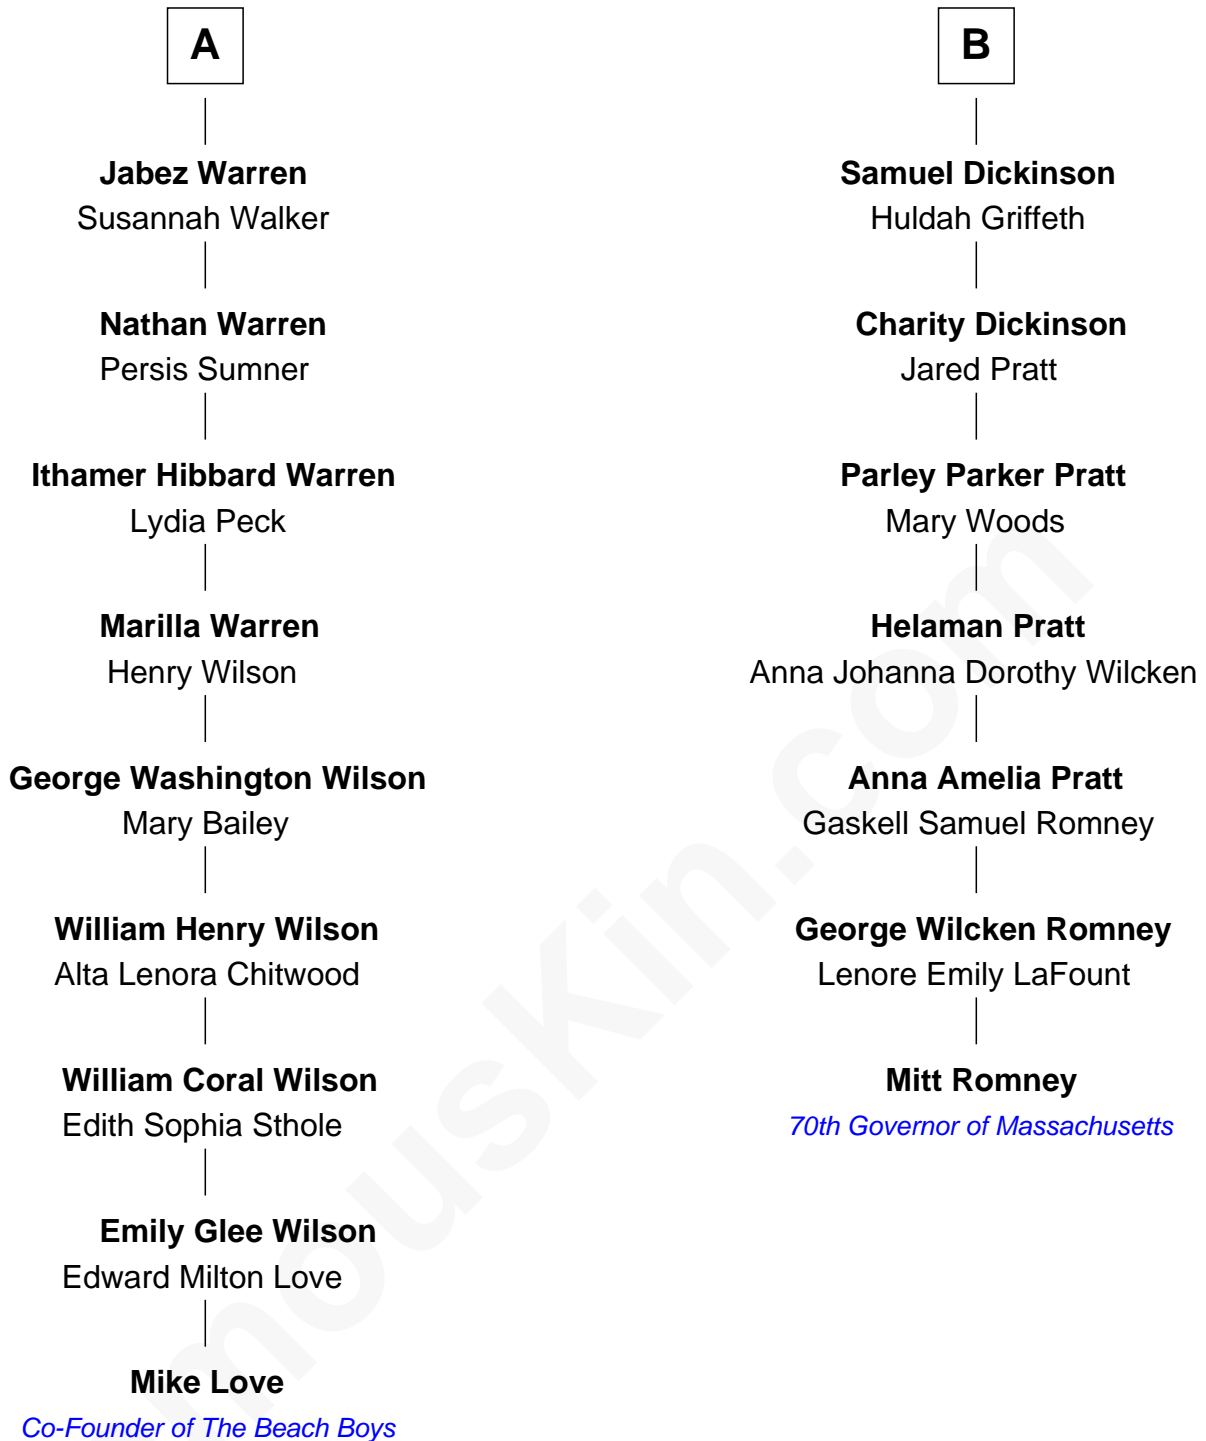 A
Jabez Warren
Susannah Walker
Nathan Warren
Persis Sumner
Ithamer Hibbard Warren
Lydia Peck
Marilla Warren
Henry Wilson
George Washington Wilson
Mary Bailey
William Henry Wilson
Alta Lenora Chitwood
William Coral Wilson
Edith Sophia Sthole
Emily Glee Wilson
Edward Milton Love
Mike Love
Co-Founder of The Beach Boys
B
Samuel Dickinson
Huldah Griffeth
Charity Dickinson
Jared Pratt
Parley Parker Pratt
Mary Woods
Helaman Pratt
Anna Johanna Dorothy Wilcken
Anna Amelia Pratt
Gaskell Samuel Romney
George Wilcken Romney
Lenore Emily LaFount
Mitt Romney
70th Governor of Massachusetts
mousKin.com